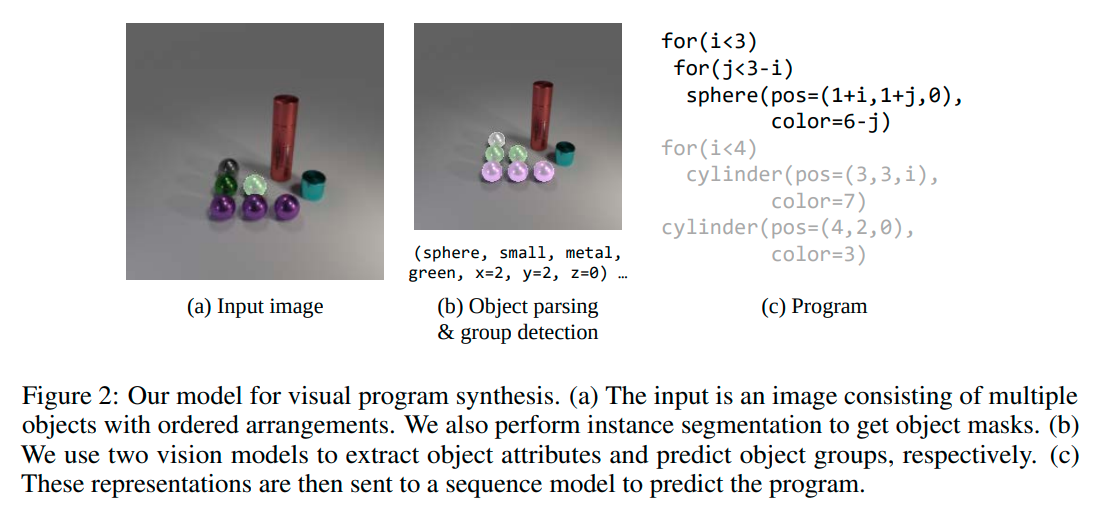 for(i<3)
for(j<3-i)
sphere(pos=(1+i,1+j,0),
color=6-j)
for(i<4)
cylinder(pos=(3,3,i),
color=7)
cylinder(pos=(4,2,0),
color=3)
(sphere, small, metal,
green, x=2, y=2, z=0) …
(a) Input image
(b) Object parsing
& group detection
(c) Program
Figure 2: Our model for visual program synthesis. (a) The input is an image consisting of multiple
objects with ordered arrangements. We also perform instance segmentation to get object masks. (b)
We use two vision models to extract object attributes and predict object groups, respectively. (c)
These representations are then sent to a sequence model to predict the program.